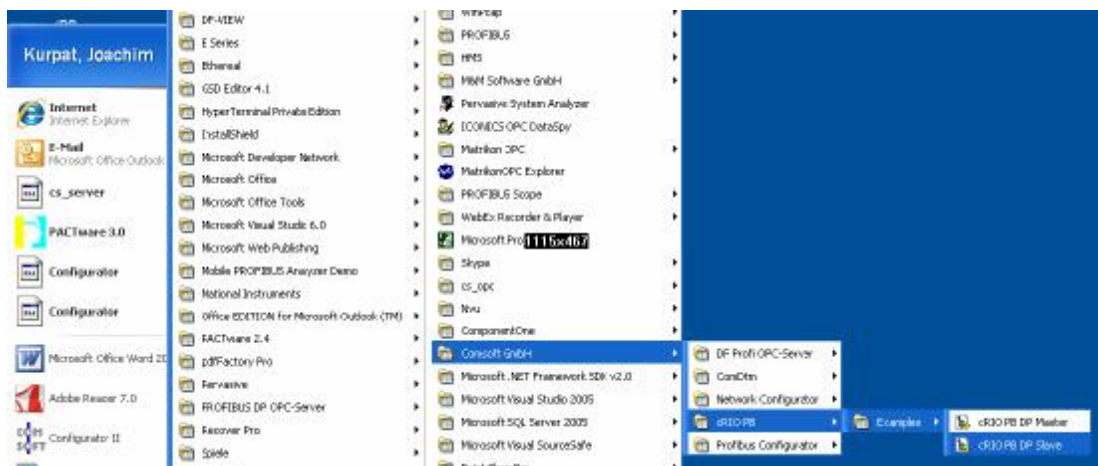 Kurpat, Joachim
Internet
Internet Explorer
E-Mail
Microsoft Office Outlook
cs_server
PACTware 3.0
Configurator
Configurator
Microsoft Office Word 20
Adobe Reader 7.0
COM SOFT Configurator II
DF-VIEW
E Series
Ethereal
GSD Editor 4.1
HyperTerminal Private Edition
InstallShield
Microsoft Developer Network
Microsoft Office
Microsoft Office Tools
Microsoft Visual Studio 6.0
Microsoft Web Publishing
Mobile PROFIBUS Analyzer Demo
National Instruments
Office EDITION for Microsoft Outlook (TM)
PACTware 2.4
pdfFactory Pro
Pervasive
PROFIBUS DP OPC-Server
Recover Pro
Spiele
WinPcap
PROFIBUS
HMS
M&M Software GmbH
Pervasive System Analyzer
ICONICS OPC DataSpy
Matrikon OPC
MatrikonOPC Explorer
PROFIBUS Scope
WebEx Recorder & Player
Microsoft Pro
1115x467
Skype
cs_opc
Nvu
ComponentOne
Comsoft GmbH
Microsoft .NET Framework SDK v2.0
Microsoft Visual Studio 2005
Microsoft SQL Server 2005
Microsoft Visual SourceSafe
DF Profi OPC-Server
ComDtm
Network Configurator
cRIO PB
Profibus Configurator
Examples
cRIO PB DP Master
cRIO PB DP Slave